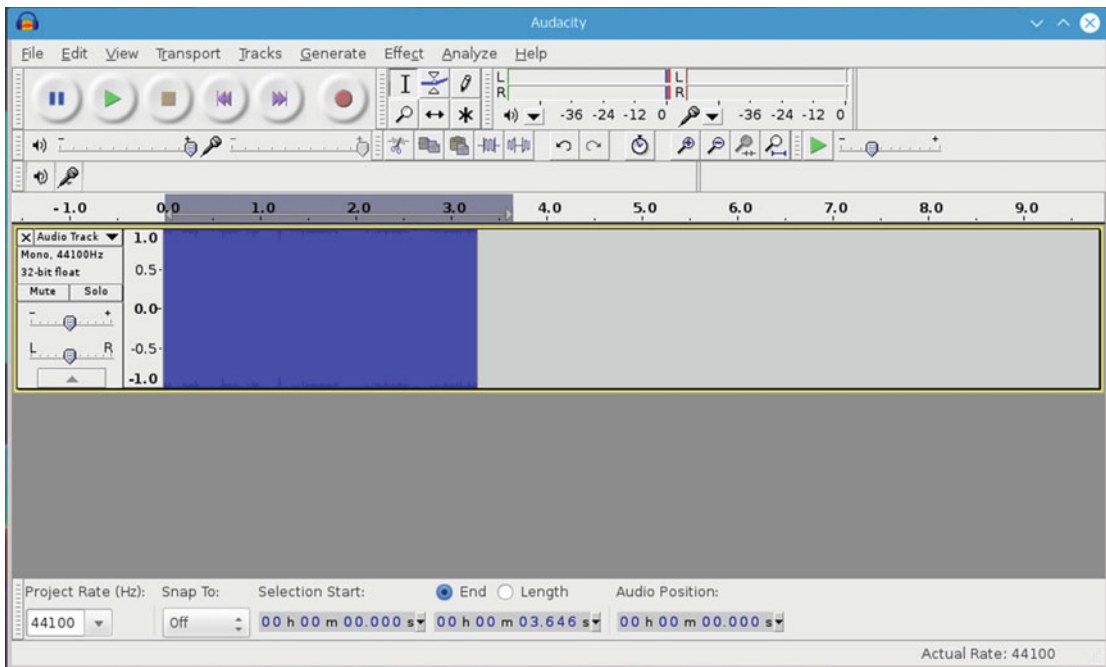 Audacity
File Edit View Transport Tracks Generate Effect Analyze Help
L
R
L
R
-36 -24 -12 0
-36 -24 -12 0
- +
-
- +
- 1.0 0.0 1.0 2.0 3.0 4.0 5.0 6.0 7.0 8.0 9.0
X Audio Track
Mono, 44100Hz
32-bit float
Mute Solo
- +
L R
1.0
0.5-
0.0-
-0.5-
-1.0
Project Rate (Hz): Snap To: Selection Start: End Length Audio Position:
44100 Off 00 h 00 m 00.000 s 00 h 00 m 03.646 s 00 h 00 m 00.000 s
Actual Rate: 44100